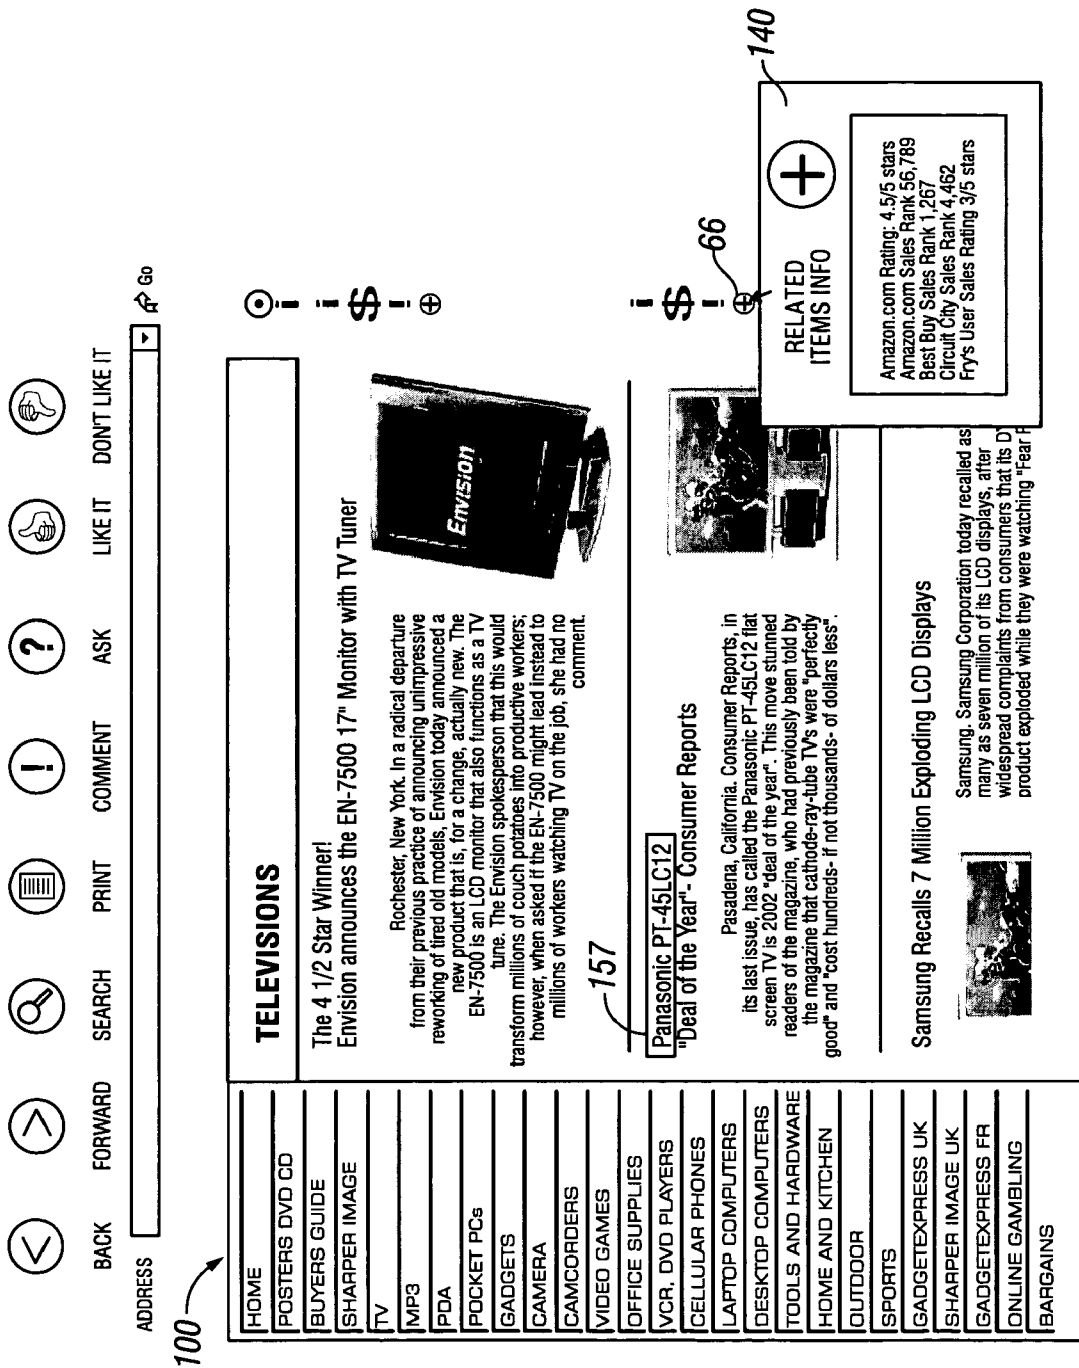 BACK
FORWARD
SEARCH
PRINT
COMMENT
ASK
LIKE IT
DON'T LIKE IT
ADDRESS
Go
100
HOME
POSTERS DVD CD
BUYERS GUIDE
SHARPER IMAGE
TV
MP3
PDA
POCKET PCs
GADGETS
CAMERA
CAMCORDERS
VIDEO GAMES
OFFICE SUPPLIES
VCR, DVD PLAYERS
CELLULAR PHONES
LAPTOP COMPUTERS
DESKTOP COMPUTERS
TOOLS AND HARDWARE
HOME AND KITCHEN
OUTDOOR
SPORTS
GADGETEXPRESS UK
SHARPER IMAGE UK
GADGETEXPRESS FR
ONLINE GAMBLING
BARGAINS
TELEVISIONS
The 4 1/2 Star Winner!
Envision announces the EN-7500 17" Monitor with TV Tuner
Rochester, New York. In a radical departure
from their previous practice of announcing unimpressive
reworking of tired old models, Envision today announced a
new product that is, for a change, actually new. The
EN-7500 is an LCD monitor that also functions as a TV
tune. The Envision spokesperson that this would
transform millions of couch potatoes into productive workers;
however, when asked if the EN-7500 might lead instead to
millions of workers watching TV on the job, she had no
comment.
Envision
! i $ ! +
157
Panasonic PT-45LC12
"Deal of the Year"- Consumer Reports
Pasadena, California. Consumer Reports, in
its last issue, has called the Panasonic PT-45LC12 flat
screen TV is 2002 "deal of the year". This move stunned
readers of the magazine, who had previously been told by
the magazine that cathode-ray-tube TV's were "perfectly
good" and "cost hundreds- if not thousands- of dollars less".
i $ ! +
66
140
RELATED
ITEMS INFO
+
Amazon.com Rating: 4.5/5 stars
Amazon.com Sales Rank 56,789
Best Buy Sales Rank 1,267
Circuit City Sales Rank 4,462
Fry's User Sales Rating 3/5 stars
Samsung Recalls 7 Million Exploding LCD Displays
Samsung. Samsung Corporation today recalled as
many as seven million of its LCD displays, after
widespread complaints from consumers that its
product exploded while they were watching "Fear